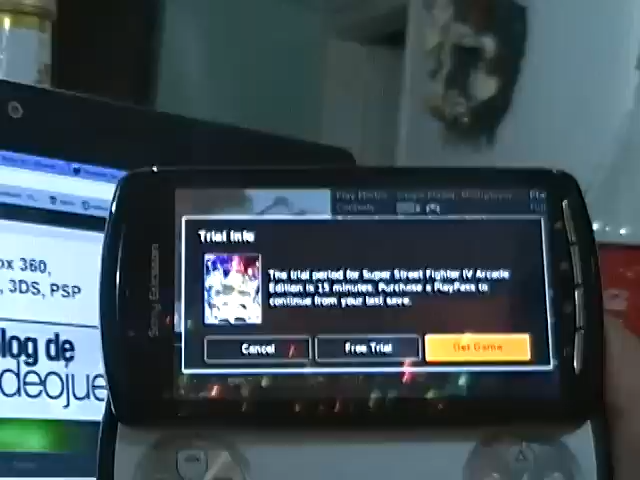 ox 360,
, 3DS, PSP
log de
deojue
Sony Ericsson
Trial Info
The trial period for Super Street Fighter IV Arcade
Edition is 15 minutes. Purchase a PlayPass to
continue from your last save.
Cancel
Free Trial
Get Game